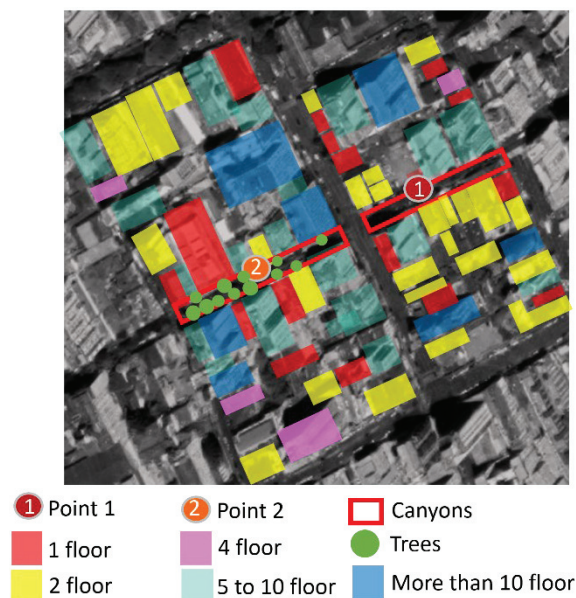 1
2
1 Point 1
2 Point 2
Canyons
1 floor
4 floor
Trees
2 floor
5 to 10 floor
More than 10 floor